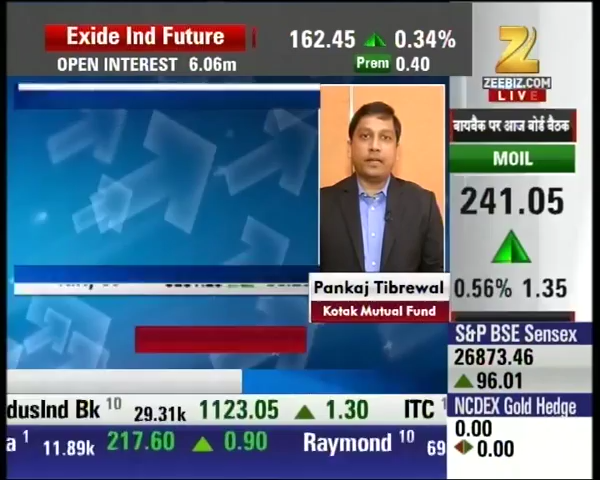 Exide Ind Future
162.45 0.34%
OPEN INTEREST 6.06m
Prem 0.40
Z
ZEEBIZ.COM
LIVE
बायबैक पर आज बोर्ड बैठक
MOIL
241.05
0.56% 1.35
Pankaj Tibrewal
Kotak Mutual Fund
S&P BSE Sensex
26873.46
96.01
NCDEX Gold Hedge
0.00
0.00
dusInd Bk 10 29.31k 1123.05 1.30 ITC 1
a 1 11.89k 217.60 0.90 Raymond 10 69